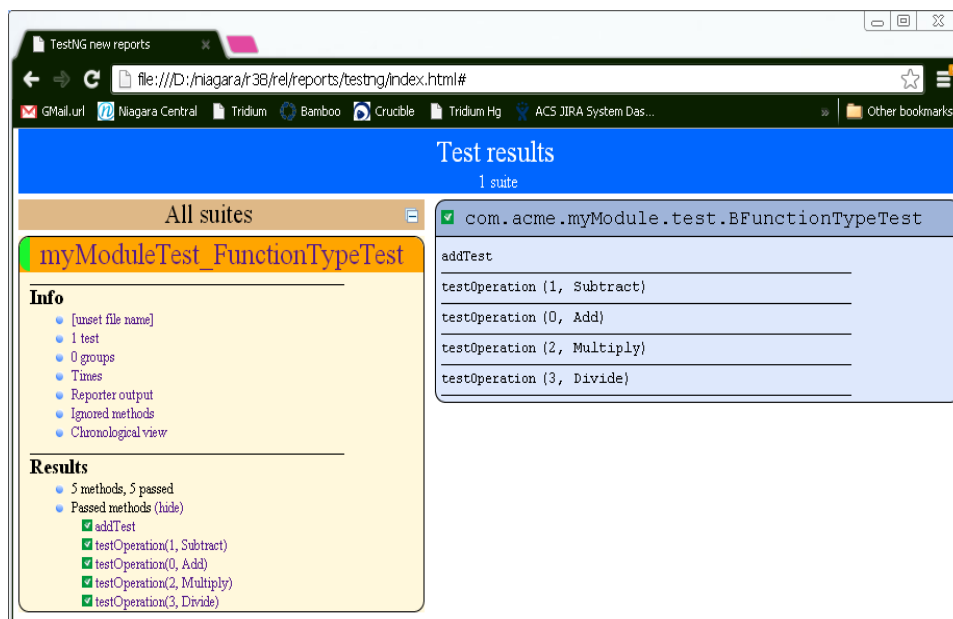 TestNG new reports
file:///D:/niagara/r38/rel/reports/testng/index.html#
GMail.url Niagara Central Tridium Bamboo Crucible Tridium Hg ACS JIRA System Das... » Other bookmarks
Test results
1 suite
All suites
myModuleTest_FunctionTypeTest
Info
[unset file name]
1 test
0 groups
Times
Reporter output
Ignored methods
Chronological view
Results
5 methods, 5 passed
Passed methods (hide)
addTest
testOperation(1, Subtract)
testOperation(0, Add)
testOperation(2, Multiply)
testOperation(3, Divide)
com.acme.myModule.test.BFunctionTypeTest
addTest
testOperation (1, Subtract)
testOperation (0, Add)
testOperation (2, Multiply)
testOperation (3, Divide)